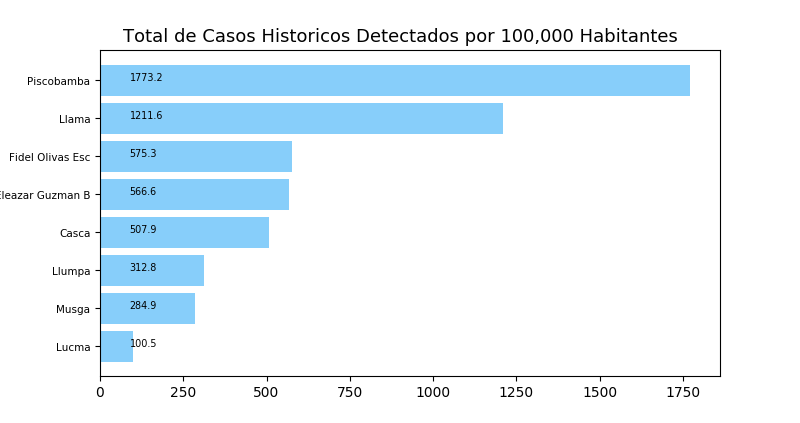 Total de Casos Historicos Detectados por 100,000 Habitantes
Piscobamba 1773.2
Llama 1211.6
Fidel Olivas Esc 575.3
Eleazar Guzman B 566.6
Casca 507.9
Llumpa 312.8
Musga 284.9
Lucma 100.5
0 250 500 750 1000 1250 1500 1750